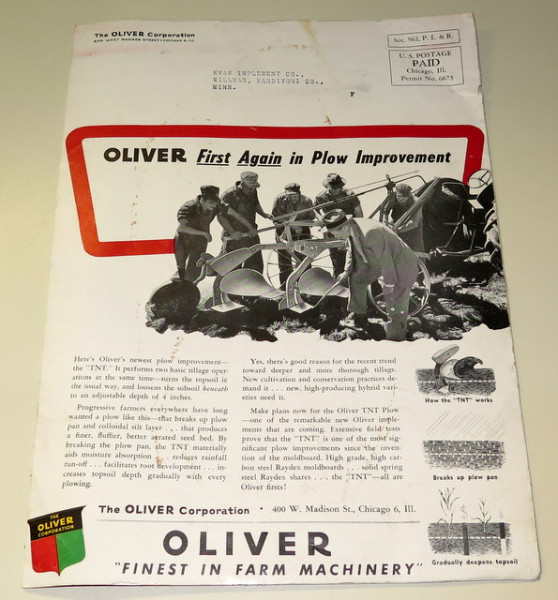 The OLIVER Corporation
400 WEST MADISON STREET • CHICAGO 6, ILL.
Sec. 562, P. L. & R.
U. S. POSTAGE
PAID
Chicago, Ill.
Permit No. 6673
IMPLEMENT CO.,
WILLMAR, KANDIYOHI CO.,
MINN.
F
OLIVER First Again in Plow Improvement
TNT
Here's Oliver's newest plow improvement—
the "TNT." It performs two basic tillage oper-
ations at the same time—turns the topsoil in
the usual way, and loosens the subsoil beneath
to an adjustable depth of 4 inches.
Progressive farmers everywhere have long
wanted a plow like this—that breaks up plow
pan and colloidal silt layer . . . that produces
a finer, fluffier, better aerated seed bed. By
breaking the plow pan, the TNT materially
aids moisture absorption . . . reduces rainfall
run-off . . . facilitates root development . . . in-
creases topsoil depth gradually with every
plowing.
Yes, there's good reason for the recent trend
toward deeper and more thorough tillage.
New cultivation and conservation practices de-
mand it . . . new, high-producing hybrid vari-
eties need it.
Make plans now for the Oliver TNT Plow
—one of the remarkable new Oliver imple-
ments that are coming. Extensive field tests
prove that the "TNT" is one of the most sig-
nificant plow improvements since the inven-
tion of the moldboard. High grade, high car-
bon steel Raydex moldboards . . . solid spring
steel Raydex shares . . . the "TNT"—all are
Oliver firsts!
How the "TNT" works
Breaks up plow pan
Gradually deepens topsoil
The OLIVER Corporation • 400 W. Madison St., Chicago 6, Ill.
THE
OLIVER
CORPORATION
OLIVER
"FINEST IN FARM MACHINERY"